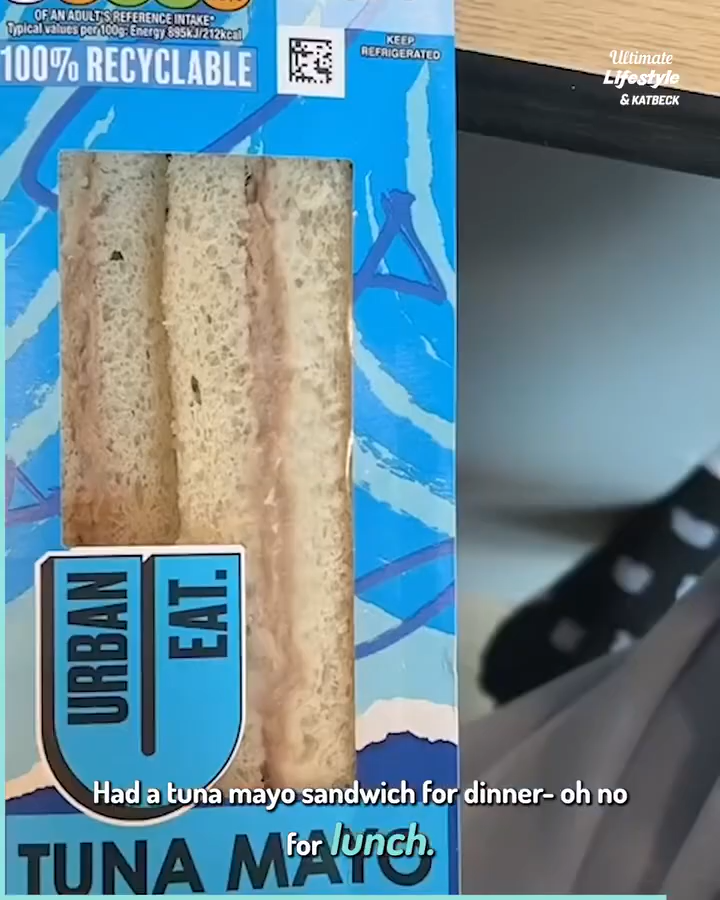 OF AN ADULT'S REFERENCE INTAKE*
Typical values per 100g: Energy 895kJ/212kcal
100% RECYCLABLE
KEEP
REFRIGERATED
Ultimate
Lifestyle
& KATBECK
URBAN
EAT.
Had a tuna mayo sandwich for dinner- oh no
for lunch.
TUNA MAYO